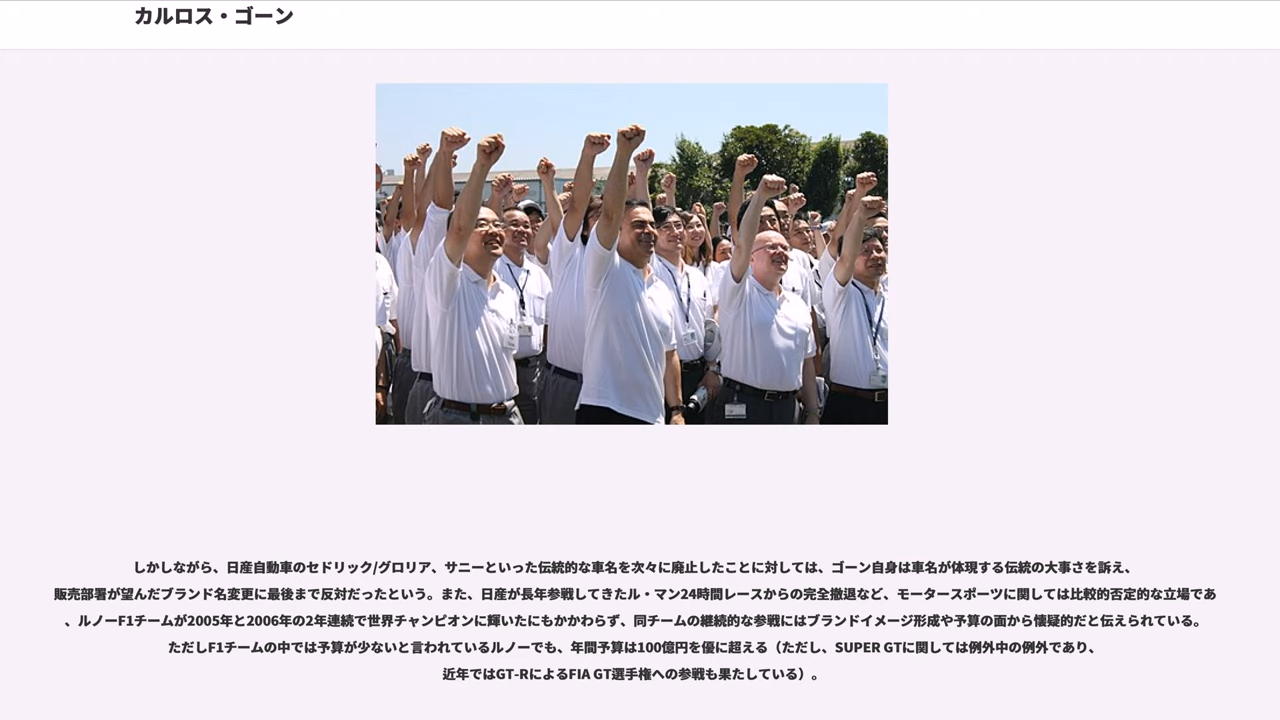 カルロス・ゴーン
しかしながら、日産自動車のセドリック/グロリア、サニーといった伝統的な車名を次々に廃止したことに対しては、ゴーン自身は車名が体現する伝統の大事さを訴え、
販売部署が望んだブランド名変更に最後まで反対だったという。また、日産が長年参戦してきたル・マン24時間レースからの完全撤退など、モータースポーツに関しては比較的否定的な立場であ
、ルノーF1チームが2005年と2006年の2年連続で世界チャンピオンに輝いたにもかかわらず、同チームの継続的な参戦にはブランドイメージ形成や予算の面から懐疑的だと伝えられている。
ただしF1チームの中では予算が少ないと言われているルノーでも、年間予算は100億円を優に超える（ただし、SUPER GTに関しては例外中の例外であり、
近年ではGT-RによるFIA GT選手権への参戦も果たしている）。